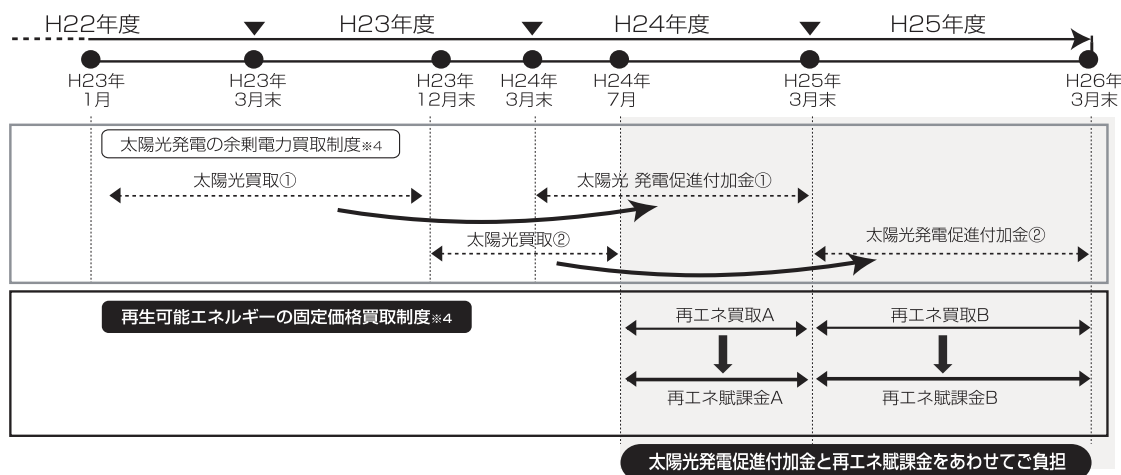 H22年度 H23年度 H24年度 H25年度
H23年 H23年 H23年 H24年 H24年 H25年 H26年
1月 3月末 12月末 3月末 7月 3月末 3月末
太陽光発電の余剰電力買取制度※4
太陽光買取① 太陽光 発電促進付加金①
太陽光買取② 太陽光発電促進付加金②
再生可能エネルギーの固定価格買取制度※4
再エネ買取A 再エネ買取B
再エネ賦課金A 再エネ賦課金B
太陽光発電促進付加金と再エネ賦課金をあわせてご負担